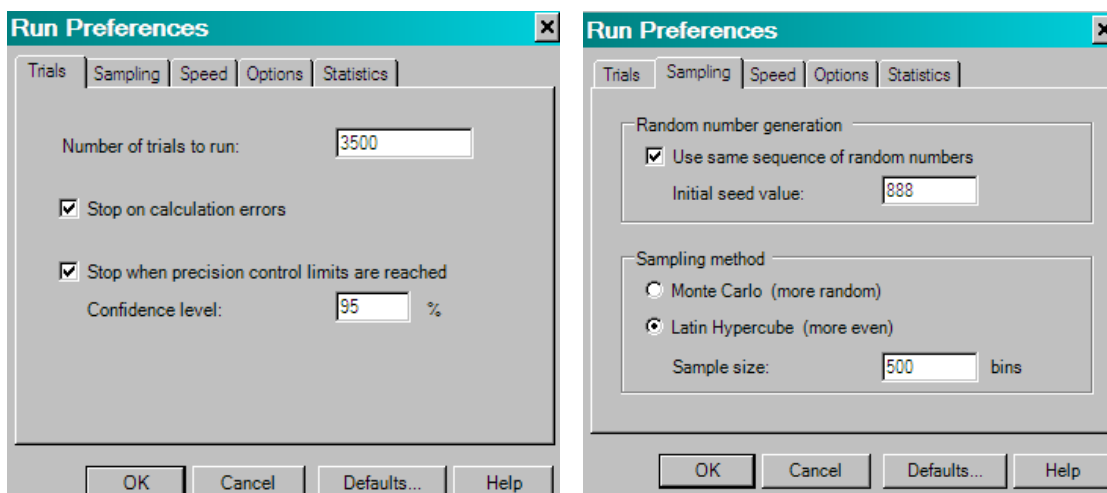 Run Preferences
Trials Sampling Speed Options Statistics
Number of trials to run: 3500
Stop on calculation errors
Stop when precision control limits are reached
Confidence level: 95 %
OK Cancel Defaults... Help
Run Preferences
Trials Sampling Speed Options Statistics
Random number generation
Use same sequence of random numbers
Initial seed value: 888
Sampling method
Monte Carlo (more random)
Latin Hypercube (more even)
Sample size: 500 bins
OK Cancel Defaults... Help